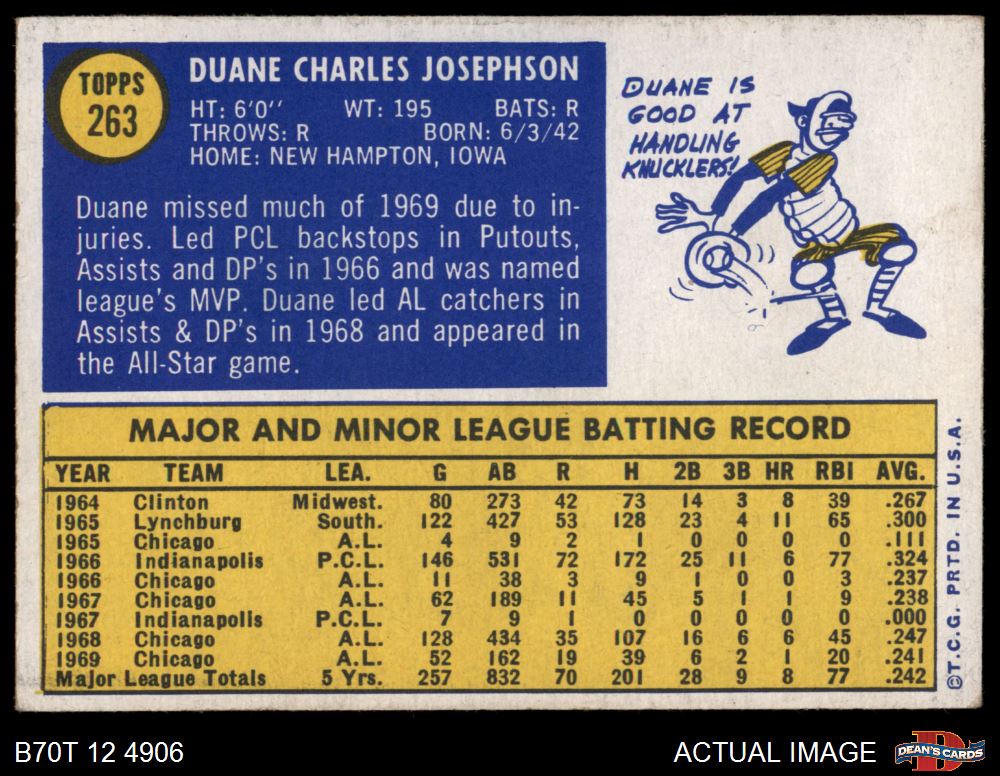 TOPPS
263
DUANE CHARLES JOSEPHSON
HT: 6'0'' WT: 195 BATS: R
THROWS: R BORN: 6/3/42
HOME: NEW HAMPTON, IOWA
Duane missed much of 1969 due to in-
juries. Led PCL backstops in Putouts,
Assists and DP's in 1966 and was named
league's MVP. Duane led AL catchers in
Assists & DP's in 1968 and appeared in
the All-Star game.
DUANE IS
GOOD AT
HANDLING
KNUCKLERS!
MAJOR AND MINOR LEAGUE BATTING RECORD
YEAR TEAM LEA. G AB R H 2B 3B HR RBI AVG.
1964 Clinton Midwest. 80 273 42 73 14 3 8 39 .267
1965 Lynchburg South. 122 427 53 128 23 4 11 65 .300
1965 Chicago A.L. 4 9 2 1 0 0 0 0 .111
1966 Indianapolis P.C.L. 146 531 72 172 25 11 6 77 .324
1966 Chicago A.L. 11 38 3 9 1 0 0 3 .237
1967 Chicago A.L. 62 189 11 45 5 1 1 9 .238
1967 Indianapolis P.C.L. 7 9 1 0 0 0 0 0 .000
1968 Chicago A.L. 128 434 35 107 16 6 6 45 .247
1969 Chicago A.L. 52 162 19 39 6 2 1 20 .241
Major League Totals 5 Yrs. 257 832 70 201 28 9 8 77 .242
©T.C.G. PRTD. IN U.S.A.
B70T 12 4906
ACTUAL IMAGE
D
DEAN'S CARDS